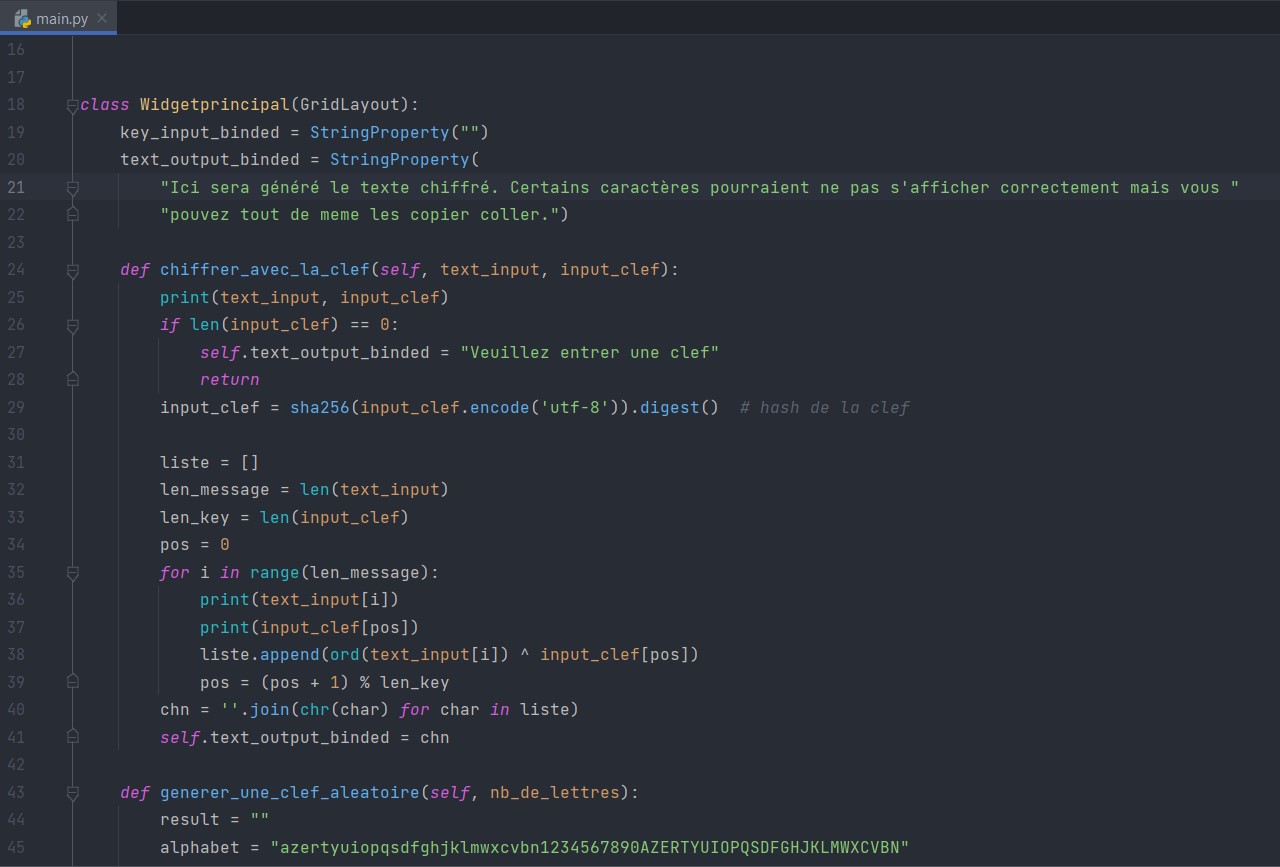 main.py
16
17
18 class Widgetprincipal(GridLayout):
19 key_input_binded = StringProperty("")
20 text_output_binded = StringProperty(
21 "Ici sera généré le texte chiffré. Certains caractères pourraient ne pas s'afficher correctement mais vous "
22 "pouvez tout de meme les copier coller.")
23
24 def chiffrer_avec_la_clef(self, text_input, input_clef):
25 print(text_input, input_clef)
26 if len(input_clef) == 0:
27 self.text_output_binded = "Veuillez entrer une clef"
28 return
29 input_clef = sha256(input_clef.encode('utf-8')).digest()  # hash de la clef
30
31 liste = []
32 len_message = len(text_input)
33 len_key = len(input_clef)
34 pos = 0
35 for i in range(len_message):
36 print(text_input[i])
37 print(input_clef[pos])
38 liste.append(ord(text_input[i]) ^ input_clef[pos])
39 pos = (pos + 1) % len_key
40 chn = ''.join(chr(char) for char in liste)
41 self.text_output_binded = chn
42
43 def generer_une_clef_aleatoire(self, nb_de_lettres):
44 result = ""
45 alphabet = "azertyuiopqsdfghjklmwxcvbn1234567890AZERTYUIOPQSDFGHJKLMWXCVBN"